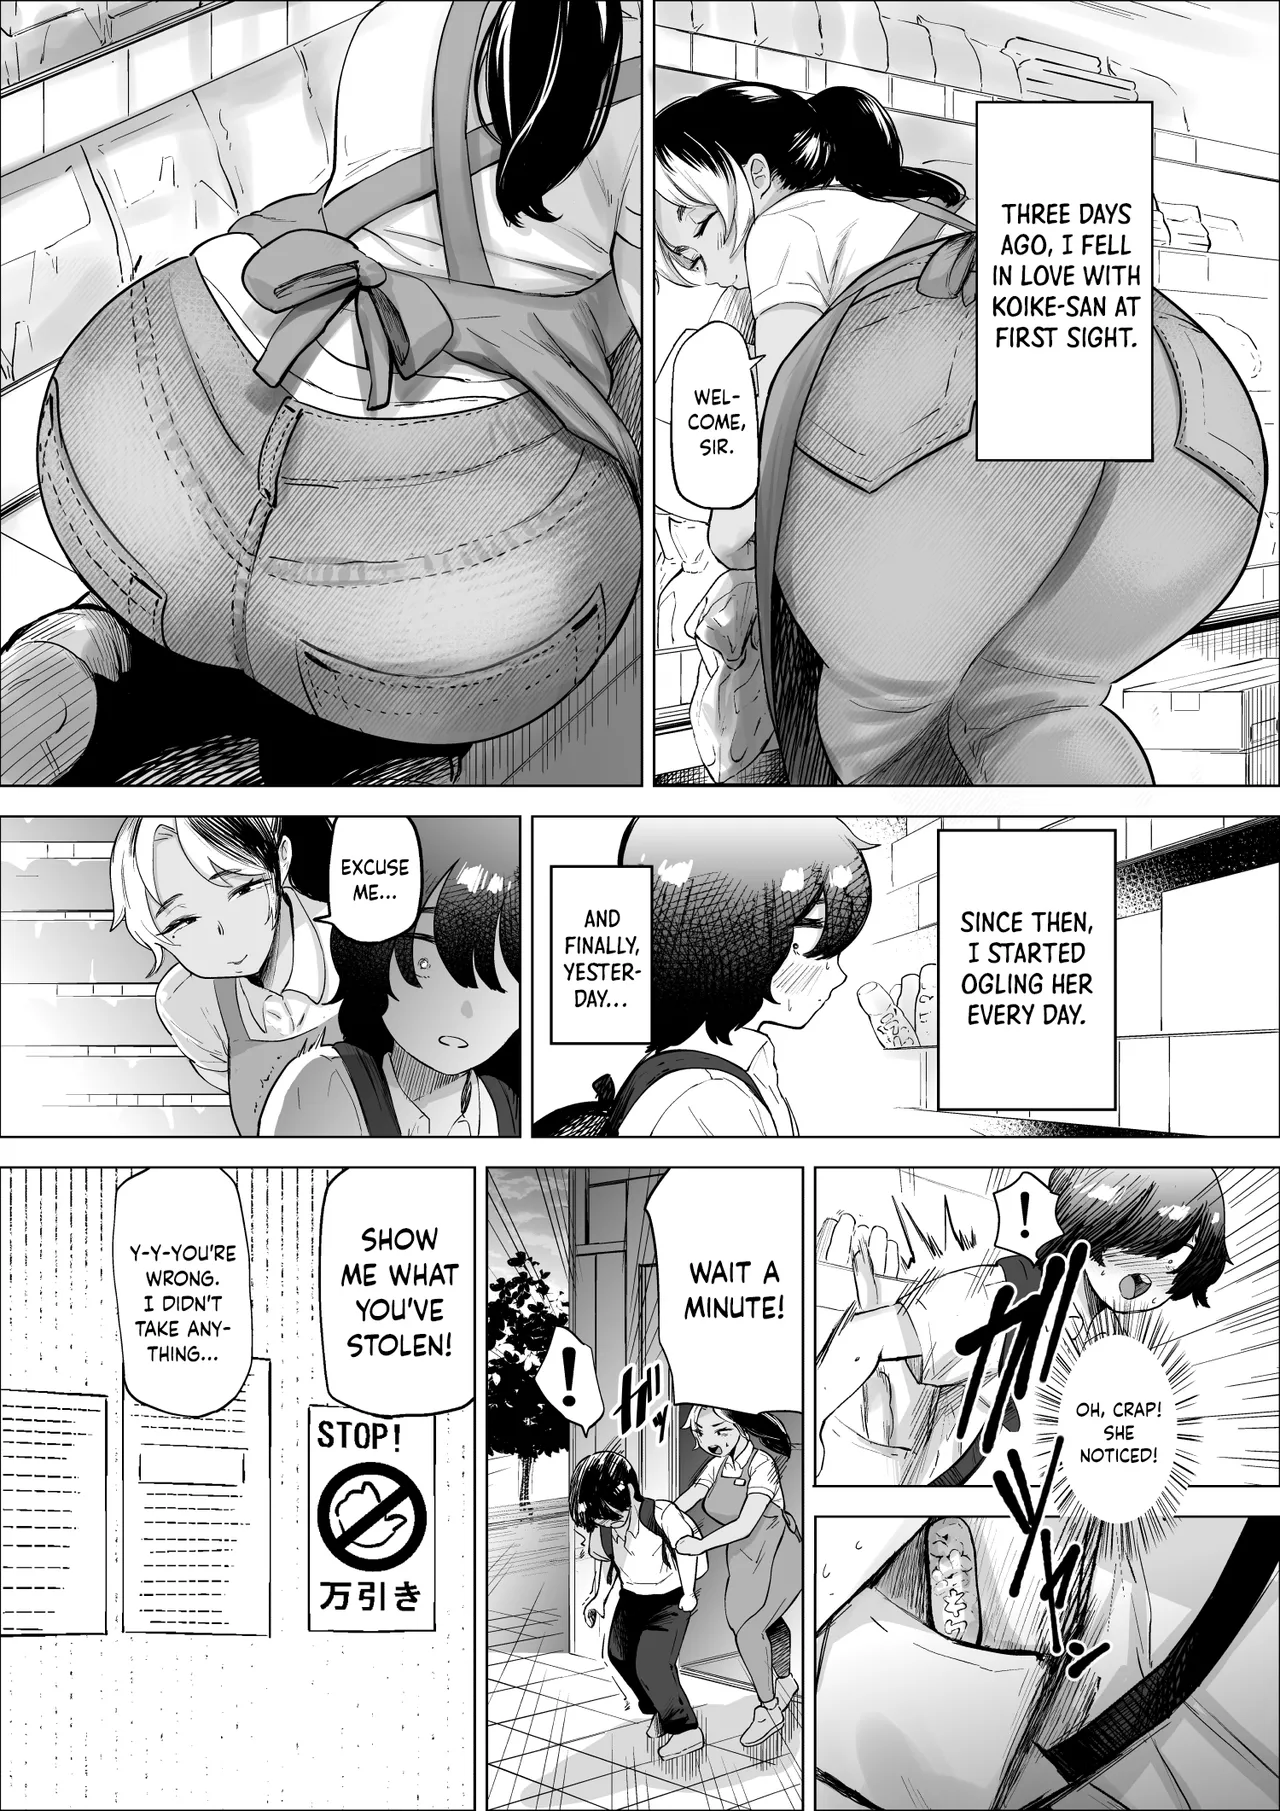 THREE DAYS
AGO, I FELL
IN LOVE WITH
KOIKE-SAN AT
FIRST SIGHT.
WEL-
COME,
SIR.
SINCE THEN,
I STARTED
OGLING HER
EVERY DAY.
AND
FINALLY,
YESTER-
DAY...
EXCUSE
ME...
!
OH, CRAP!
SHE
NOTICED!
WAIT A
MINUTE!
!
SHOW
ME WHAT
YOU'VE
STOLEN!
Y-Y-YOU'RE
WRONG.
I DIDN'T
TAKE ANY-
THING...
STOP!
万引き